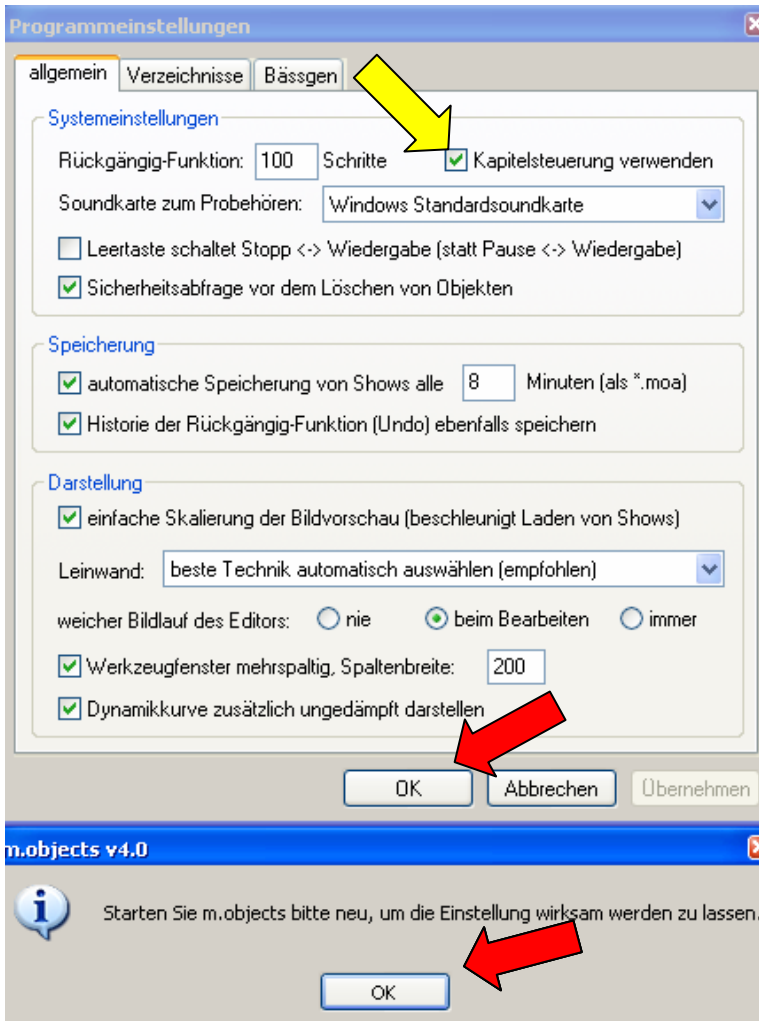 Programmeinstellungen
allgemein Verzeichnisse Bässgen
Systemeinstellungen
Rückgängig-Funktion: 100 Schritte Kapitelsteuerung verwenden
Soundkarte zum Probehören: Windows Standardsoundkarte
Leertaste schaltet Stopp <-> Wiedergabe (statt Pause <-> Wiedergabe)
Sicherheitsabfrage vor dem Löschen von Objekten
Speicherung
automatische Speicherung von Shows alle 8 Minuten (als *.moa)
Historie der Rückgängig-Funktion (Undo) ebenfalls speichern
Darstellung
einfache Skalierung der Bildvorschau (beschleunigt Laden von Shows)
Leinwand: beste Technik automatisch auswählen (empfohlen)
weicher Bildlauf des Editors: nie beim Bearbeiten immer
Werkzeugfenster mehrspaltig, Spaltenbreite: 200
Dynamikkurve zusätzlich ungedämpft darstellen
OK Abbrechen Übernehmen
m.objects v4.0
Starten Sie m.objects bitte neu, um die Einstellung wirksam werden zu lassen.
OK